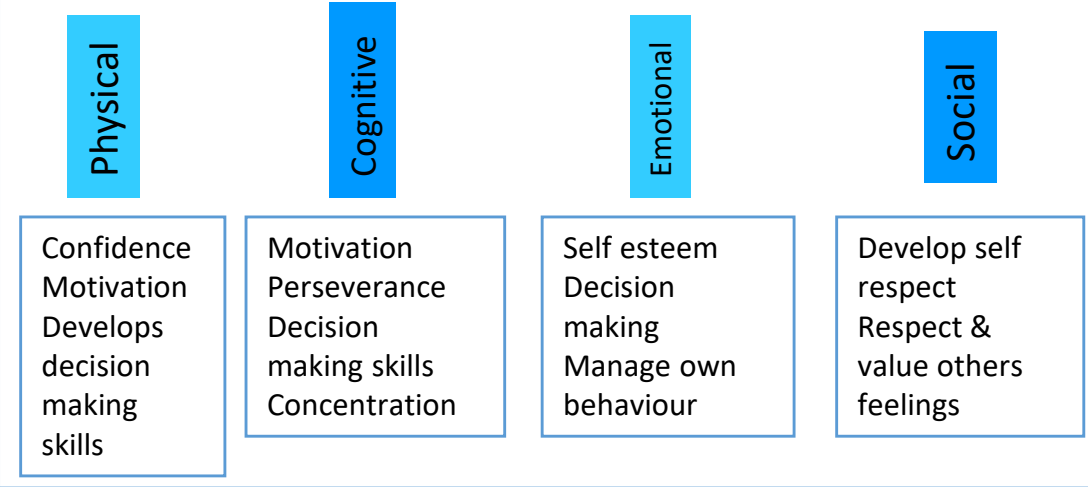 Physical
Cognitive
Emotional
Social
Confidence
Motivation
Develops
decision
making
skills
Motivation
Perseverance
Decision
making skills
Concentration
Self esteem
Decision
making
Manage own
behaviour
Develop self
respect
Respect &
value others
feelings